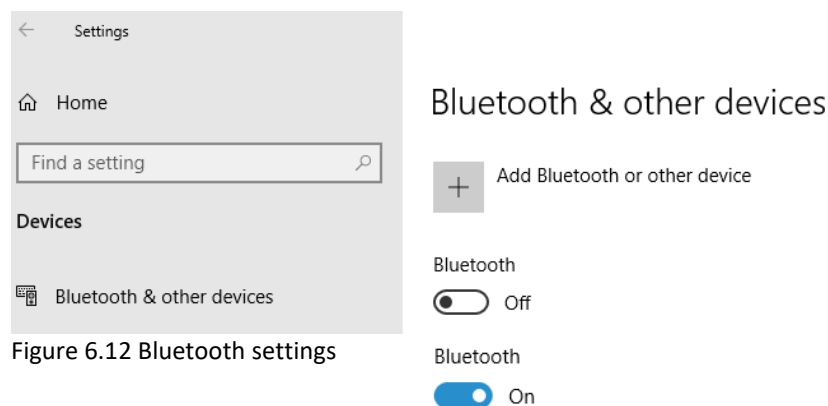 Settings
Home
Find a setting
Devices
Bluetooth & other devices
Figure 6.12 Bluetooth settings
Bluetooth & other devices
Add Bluetooth or other device
Bluetooth
Off
Bluetooth
On